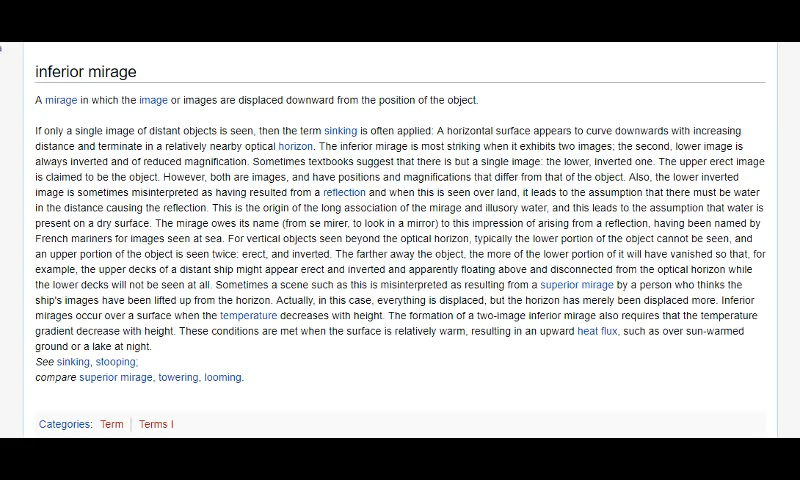 inferior mirage
A mirage in which the image or images are displaced downward from the position of the object.
If only a single image of distant objects is seen, then the term sinking is often applied: A horizontal surface appears to curve downwards with increasing
distance and terminate in a relatively nearby optical horizon. The inferior mirage is most striking when it exhibits two images; the second, lower image is
always inverted and of reduced magnification. Sometimes textbooks suggest that there is but a single image: the lower, inverted one. The upper erect image
is claimed to be the object. However, both are images, and have positions and magnifications that differ from that of the object. Also, the lower inverted
image is sometimes misinterpreted as having resulted from a reflection and when this is seen over land, it leads to the assumption that there must be water
in the distance causing the reflection. This is the origin of the long association of the mirage and illusory water, and this leads to the assumption that water is
present on a dry surface. The mirage owes its name (from se mirer, to look in a mirror) to this impression of arising from a reflection, having been named by
French mariners for images seen at sea. For vertical objects seen beyond the optical horizon, typically the lower portion of the object cannot be seen, and
an upper portion of the object is seen twice: erect, and inverted. The farther away the object, the more of the lower portion of it will have vanished so that, for
example, the upper decks of a distant ship might appear erect and inverted and apparently floating above and disconnected from the optical horizon while
the lower decks will not be seen at all. Sometimes a scene such as this is misinterpreted as resulting from a superior mirage by a person who thinks the
ship's images have been lifted up from the horizon. Actually, in this case, everything is displaced, but the horizon has merely been displaced more. Inferior
mirages occur over a surface when the temperature decreases with height. The formation of a two-image inferior mirage also requires that the temperature
gradient decrease with height. These conditions are met when the surface is relatively warm, resulting in an upward heat flux, such as over sun-warmed
ground or a lake at night.
See sinking, stooping;
compare superior mirage, towering, looming.
Categories: Term | Terms I